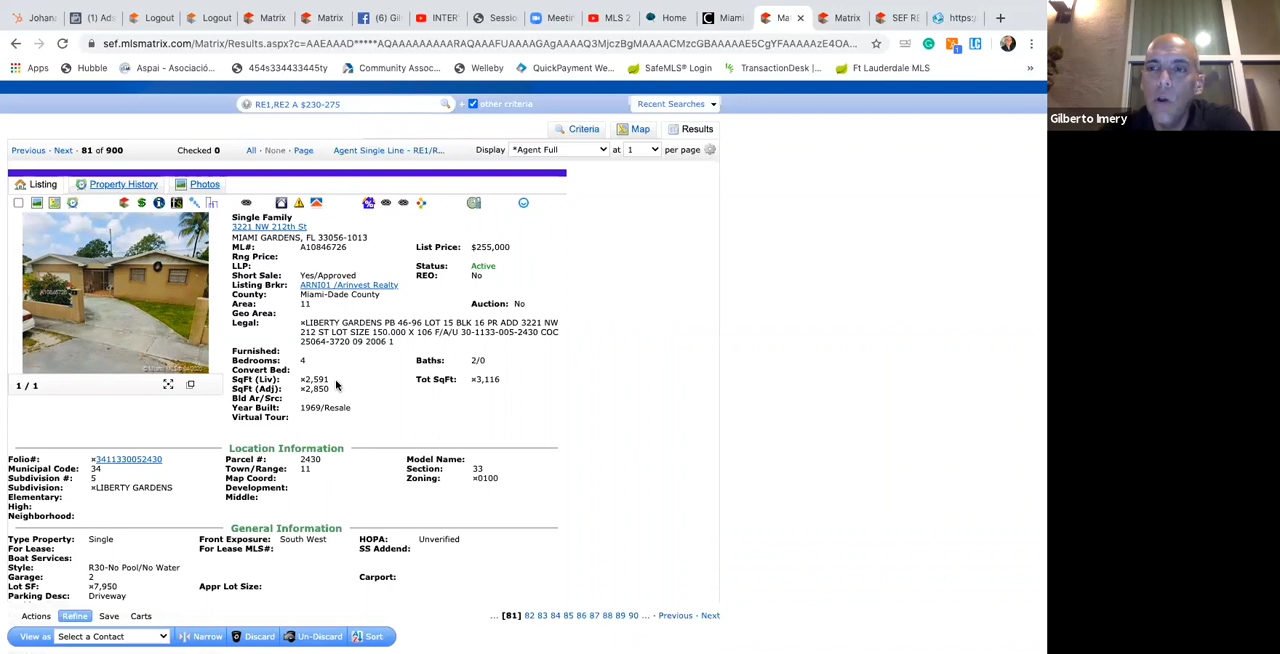 Johan (1) Ad Logout Logout Matrix Matrix (6) Gil INTER Sessio Meetin MLS 2 Home Miami Mat Matrix SEF RE https:/
sef.mlsmatrix.com/Matrix/Results.aspx?c=AAEAAAD*****AQAAAAAAAAARAQAAAFUAAAAGAgAAAAQ3MjczBgMAAAACMzcGBAAAAAE5CgYFAAAAAzE4OA...
Apps Hubble Aspai - Asociació... 454s334433445ty Community Assoc... Welleby QuickPayment We... SafeMLS® Login TransactionDesk |... Ft Lauderdale MLS »
RE1,RE2 A $230-275 + other criteria Recent Searches
Criteria Map Results
Previous · Next · 81 of 900 Checked 0 All · None · Page Agent Single Line - RE1/R... Display *Agent Full at 1 per page
Listing Property History Photos
Single Family
3221 NW 212th St
MIAMI GARDENS, FL 33056-1013
ML#: A10846726 List Price: $255,000
Rng Price:
LLP: Status: Active
Short Sale: Yes/Approved REO: No
Listing Brkr: ARNI01 /Arinvest Realty
County: Miami-Dade County
Area: 11 Auction: No
Geo Area:
Legal: ×LIBERTY GARDENS PB 46-96 LOT 15 BLK 16 PR ADD 3221 NW
212 ST LOT SIZE 150.000 X 106 F/A/U 30-1133-005-2430 COC
25064-3720 09 2006 1
Furnished:
Bedrooms: 4 Baths: 2/0
Convert Bed:
SqFt (Liv): ×2,591 Tot SqFt: ×3,116
SqFt (Adj): ×2,850
Bld Ar/Src:
Year Built: 1969/Resale
Virtual Tour:
1 / 1
Location Information
Folio#: ×3411330052430 Parcel #: 2430 Model Name:
Municipal Code: 34 Town/Range: 11 Section: 33
Subdivision #: 5 Map Coord: Zoning: ×0100
Subdivision: ×LIBERTY GARDENS Development:
Elementary: Middle:
High:
Neighborhood:
General Information
Type Property: Single Front Exposure: South West HOPA: Unverified
For Lease: For Lease MLS#: SS Addend:
Boat Services:
Style: R30-No Pool/No Water
Garage: 2 Carport:
Lot SF: ×7,950 Appr Lot Size:
Parking Desc: Driveway
Actions Refine Save Carts ... [81] 82 83 84 85 86 87 88 89 90 ... · Previous · Next
View as Select a Contact Narrow Discard Un-Discard Sort
Gilberto Imery